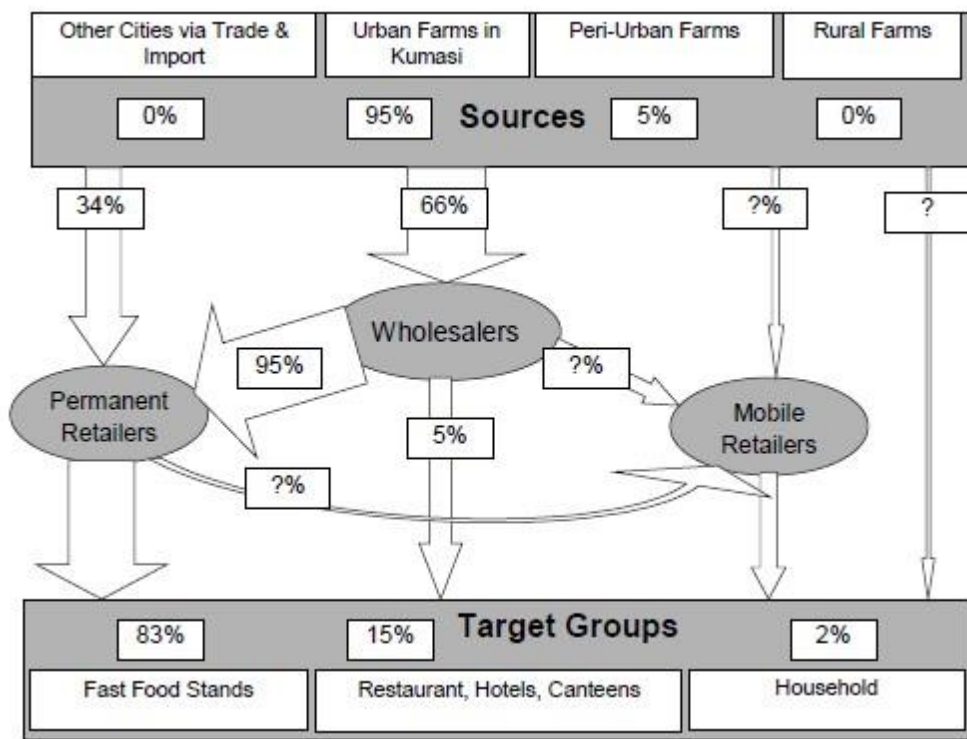 Other Cities via Trade &
Import
Urban Farms in
Kumasi
Peri-Urban Farms
Rural Farms
0%
95%
Sources
5%
0%
34%
66%
?%
?
Wholesalers
95%
?%
Permanent
Retailers
5%
Mobile
Retailers
?%
83%
15%
Target Groups
2%
Fast Food Stands
Restaurant, Hotels, Canteens
Household